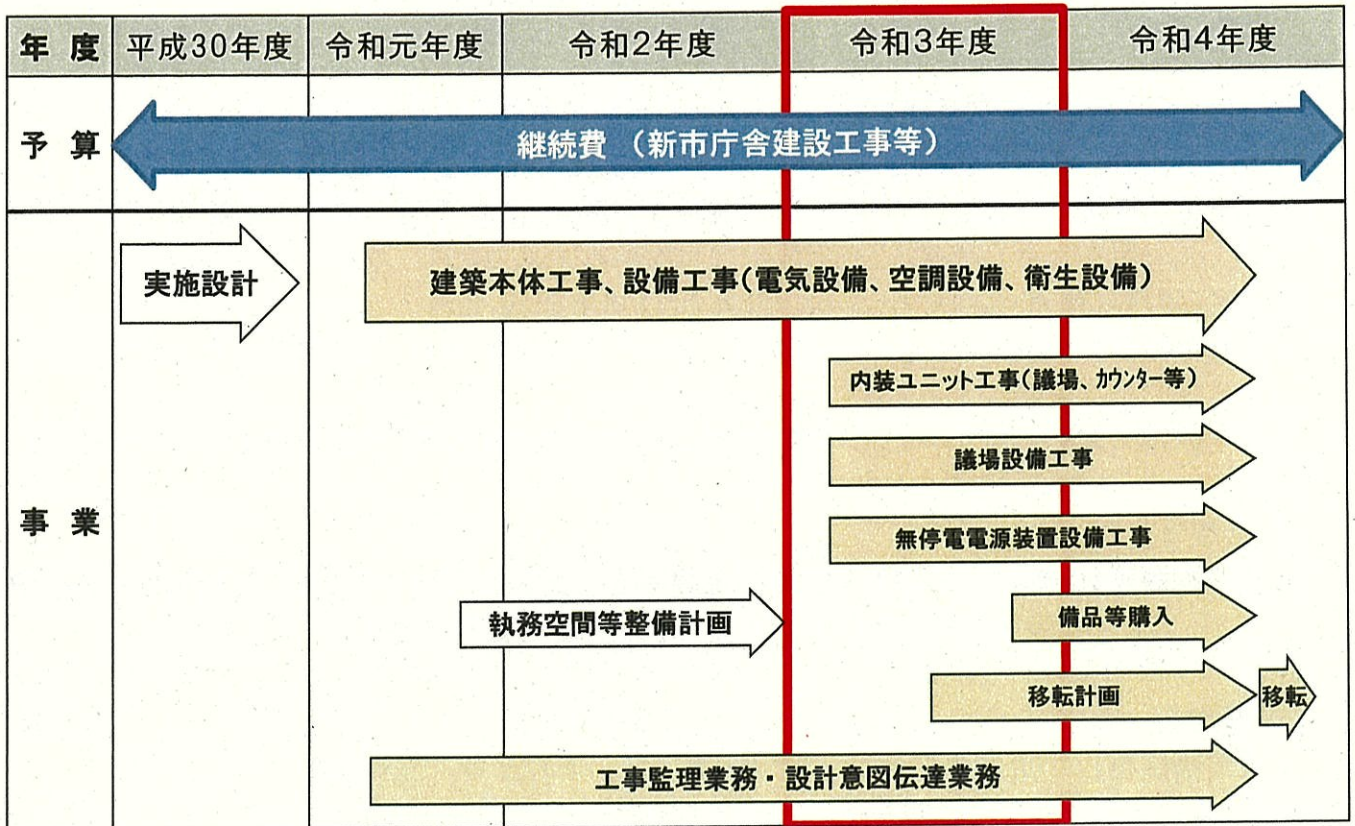 年 度 平成30年度 令和元年度 令和2年度 令和3年度 令和4年度
予 算 継続費 (新市庁舎建設工事等)
事 業
実施設計
建築本体工事、設備工事(電気設備、空調設備、衛生設備)
内装ユニット工事(議場、カウンター等)
議場設備工事
無停電電源装置設備工事
執務空間等整備計画
備品等購入
移転計画
移転
工事監理業務・設計意図伝達業務